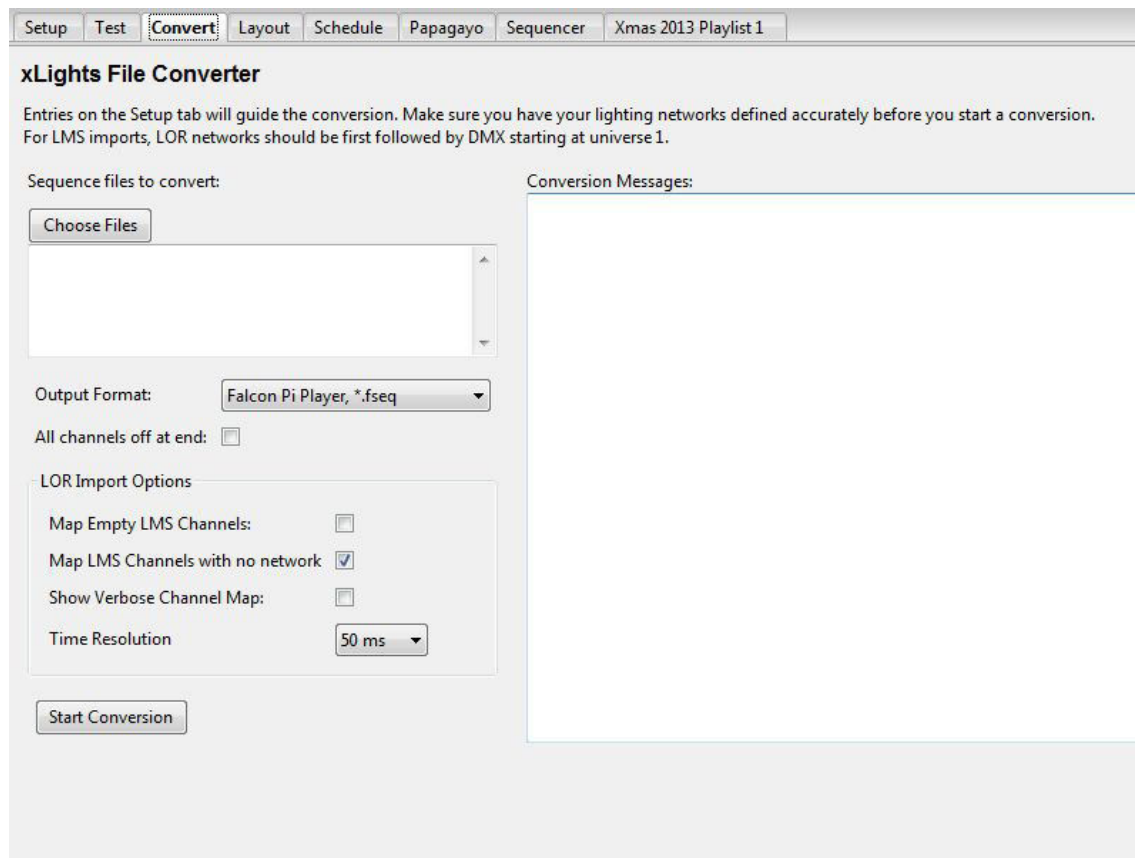 Setup Test Convert Layout Schedule Papagayo Sequencer Xmas 2013 Playlist 1
xLights File Converter
Entries on the Setup tab will guide the conversion. Make sure you have your lighting networks defined accurately before you start a conversion.
For LMS imports, LOR networks should be first followed by DMX starting at universe 1.
Sequence files to convert:
Choose Files
Conversion Messages:
Output Format: Falcon Pi Player, *.fseq
All channels off at end:
LOR Import Options
Map Empty LMS Channels:
Map LMS Channels with no network
Show Verbose Channel Map:
Time Resolution 50 ms
Start Conversion